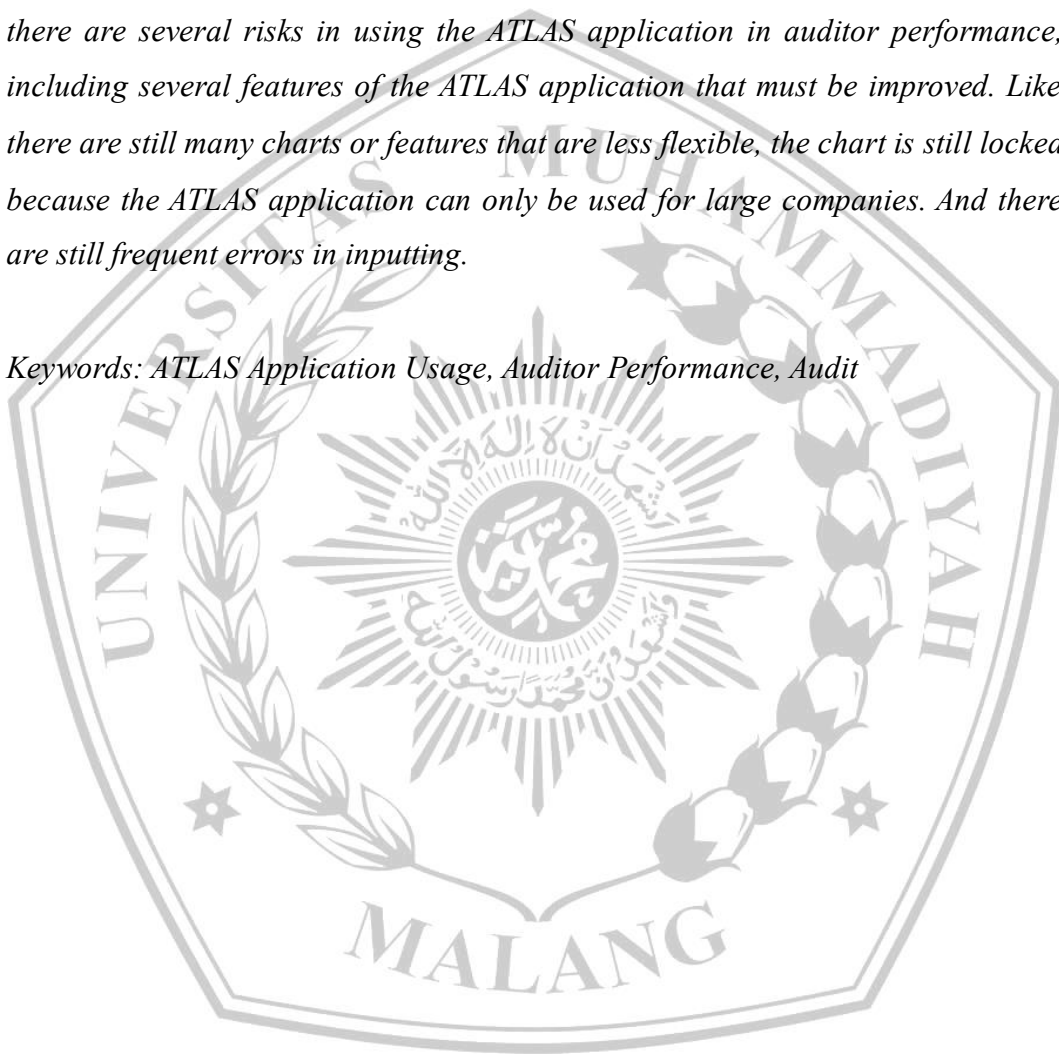 there are several risks in using the ATLAS application in auditor performance,
including several features of the ATLAS application that must be improved. Like
there are still many charts or features that are less flexible, the chart is still locked
because the ATLAS application can only be used for large companies. And there
are still frequent errors in inputting.
Keywords: ATLAS Application Usage, Auditor Performance, Audit
UNIVERSITAS MUHAMMADIYAH
MALANG